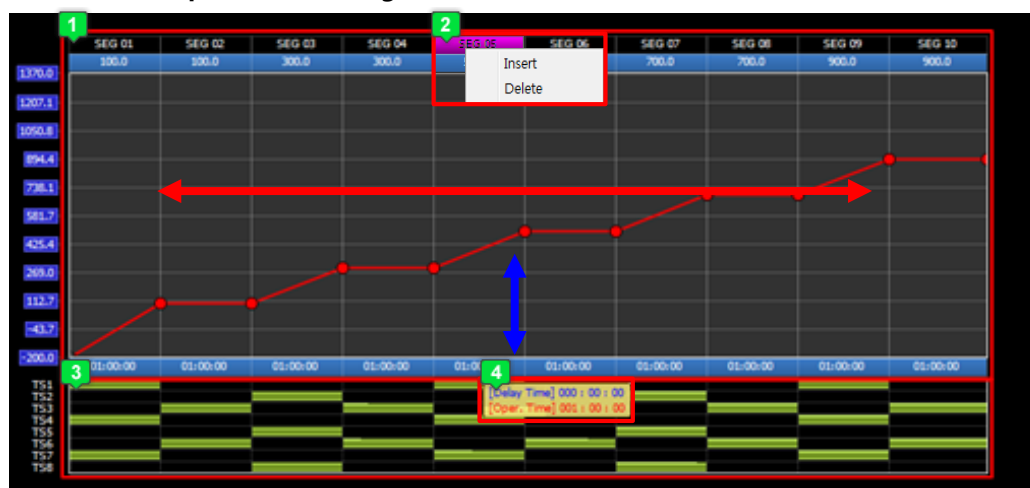 1 2
SEG 01 SEG 02 SEG 03 SEG 04 SEG 05 SEG 06 SEG 07 SEG 08 SEG 09 SEG 10
100.0 100.0 300.0 300.0 700.0 700.0 900.0 900.0
Insert
Delete
1370.0
1207.1
1050.8
894.4
738.1
581.7
425.4
269.0
112.7
-43.7
-200.0
3 4
01:00:00 01:00:00 01:00:00 01:00:00 01:0 01:00:00 01:00:00 01:00:00 01:00:00 01:00:00
TS1
TS2
TS3
TS4
TS5
TS6
TS7
TS8
[Delay Time] 000 : 00 : 00
[Oper. Time] 001 : 00 : 00